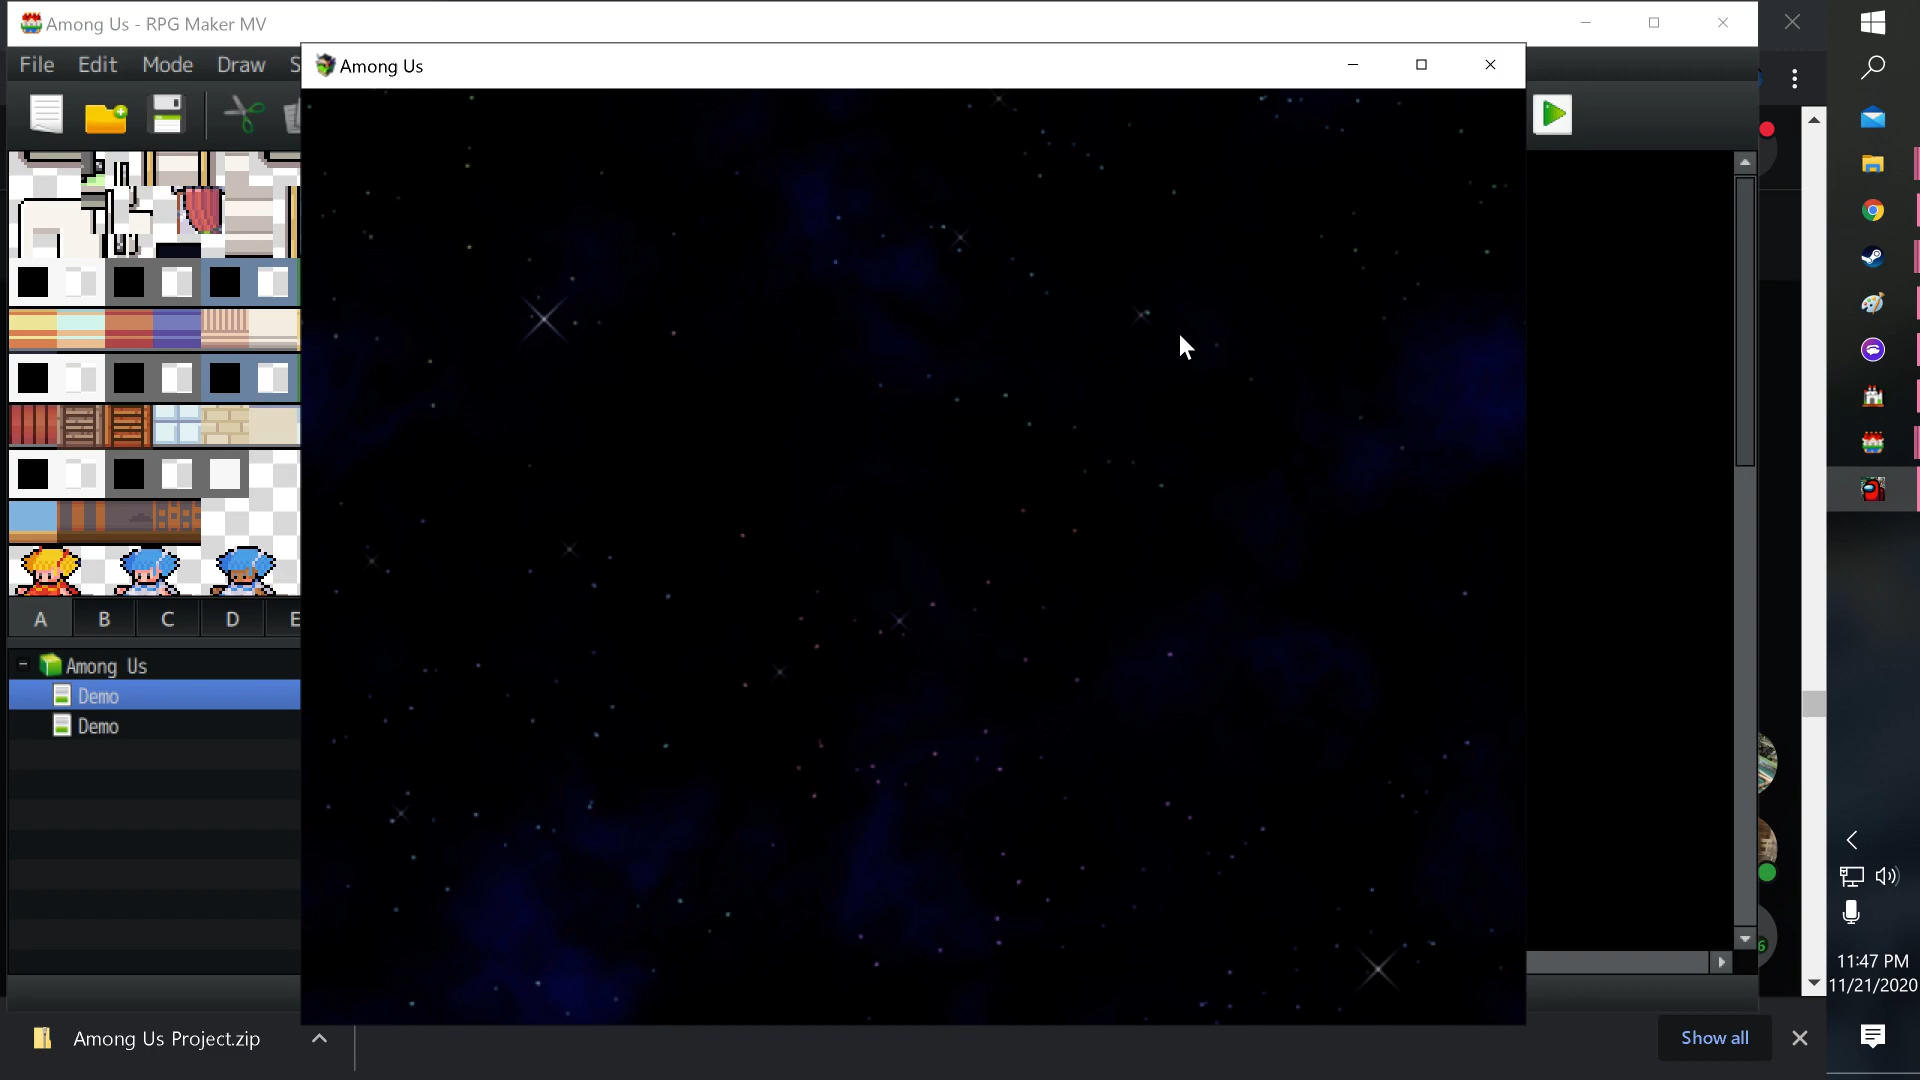 Among Us - RPG Maker MV
File Edit Mode Draw S
Among Us
A B C D E
Among Us
Demo
Demo
6
11:47 PM
11/21/2020
Among Us Project.zip
Show all